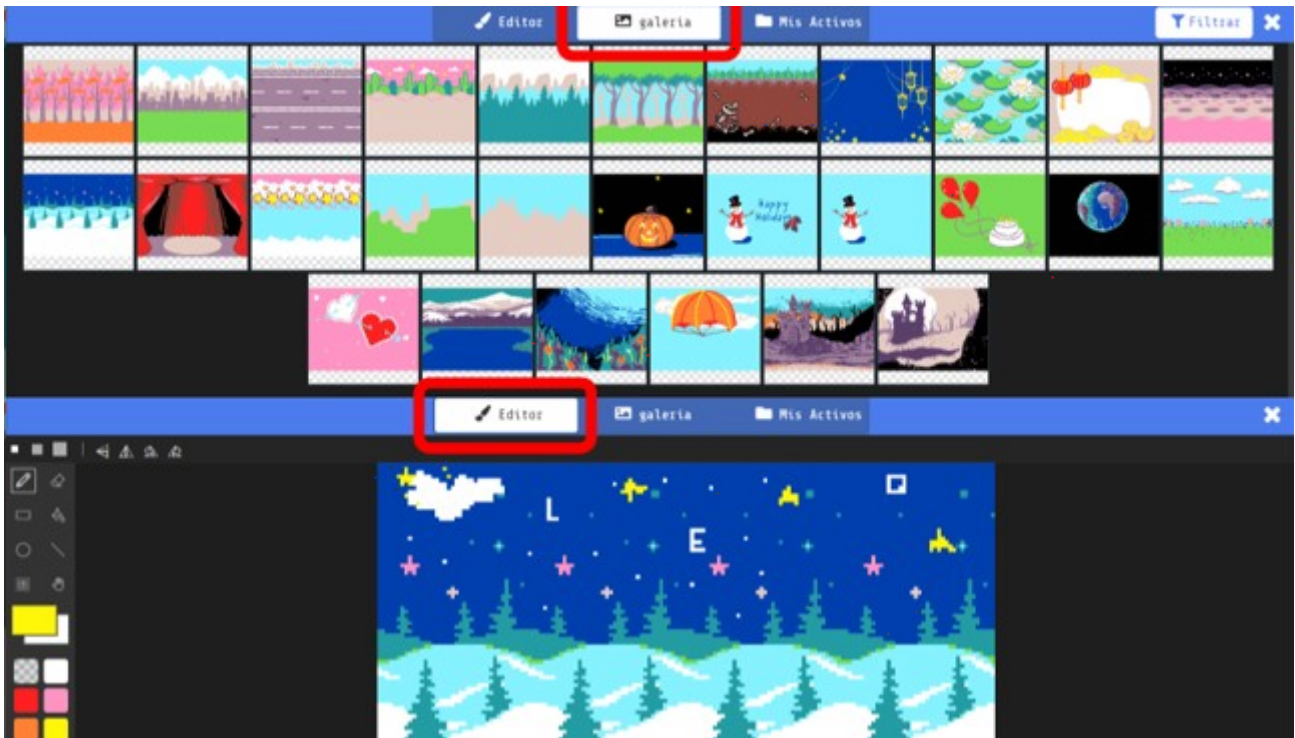 Editor galeria Mis Activos Filtrar
Happy
Holidays
Editor galeria Mis Activos
L
E